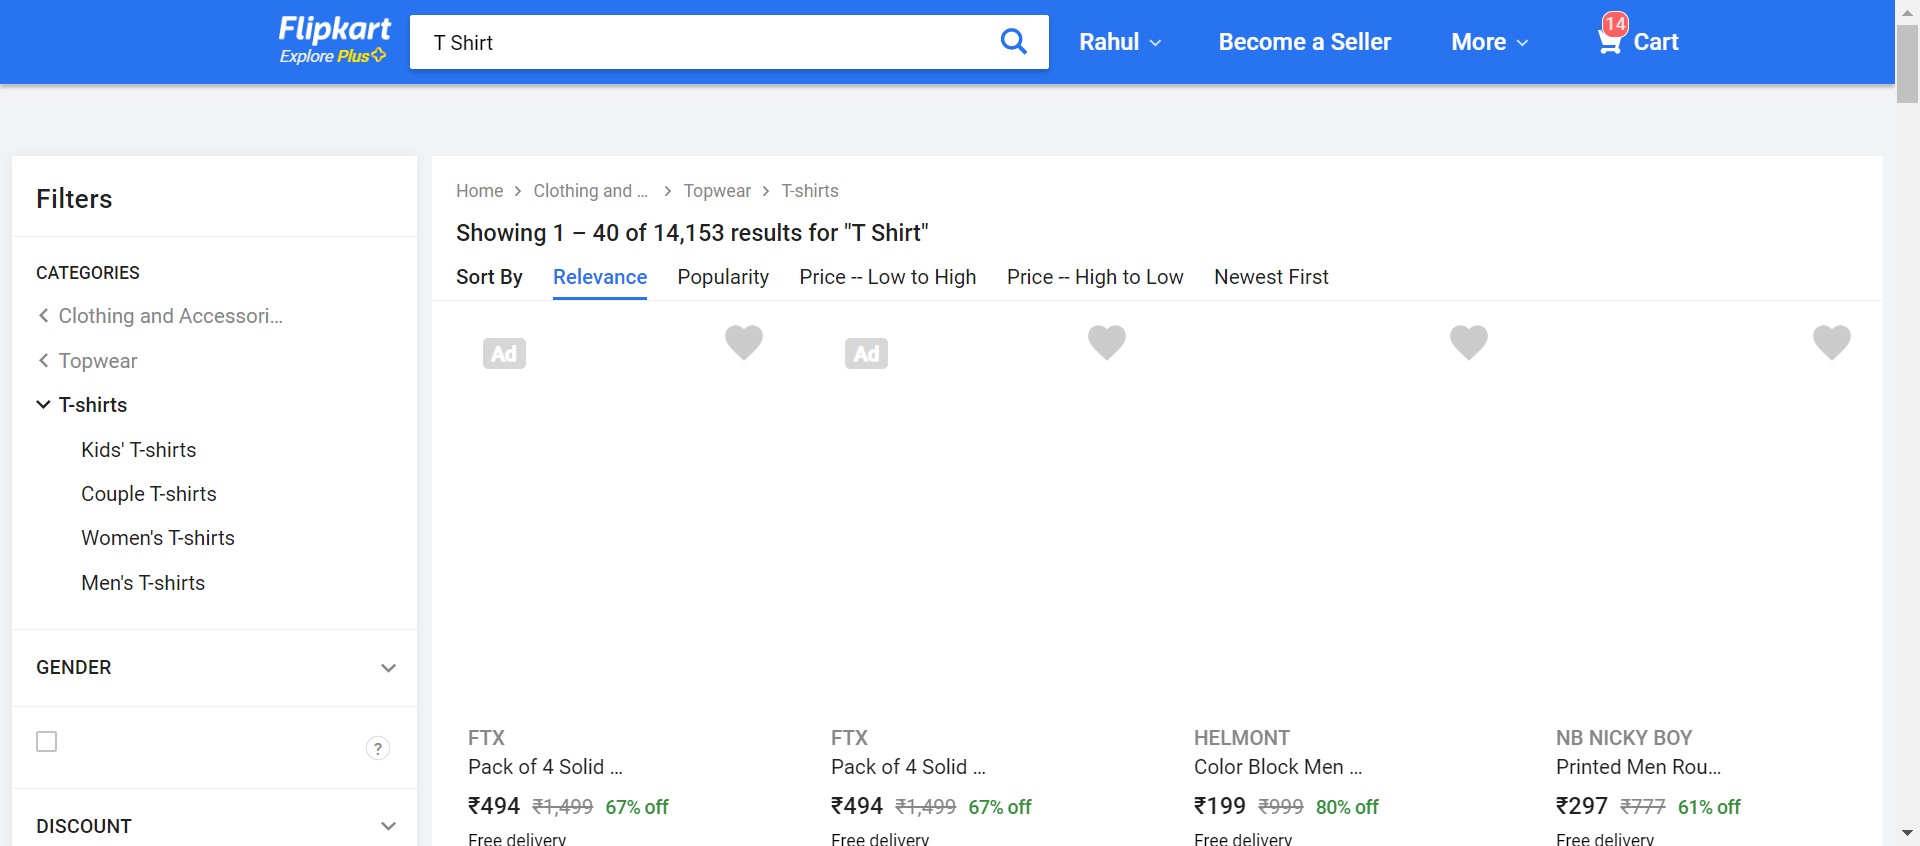 Flipkart
Explore Plus
T Shirt
Rahul
Become a Seller
More
14
Cart
Filters
CATEGORIES
Clothing and Accessori...
Topwear
T-shirts
Kids' T-shirts
Couple T-shirts
Women's T-shirts
Men's T-shirts
GENDER
?
DISCOUNT
Home > Clothing and ... > Topwear > T-shirts
Showing 1 – 40 of 14,153 results for "T Shirt"
Sort By Relevance Popularity Price -- Low to High Price -- High to Low Newest First
Ad
Ad
FTX
Pack of 4 Solid ...
₹494 ₹1,499 67% off
Free delivery
FTX
Pack of 4 Solid ...
₹494 ₹1,499 67% off
Free delivery
HELMONT
Color Block Men ...
₹199 ₹999 80% off
Free delivery
NB NICKY BOY
Printed Men Rou...
₹297 ₹777 61% off
Free delivery